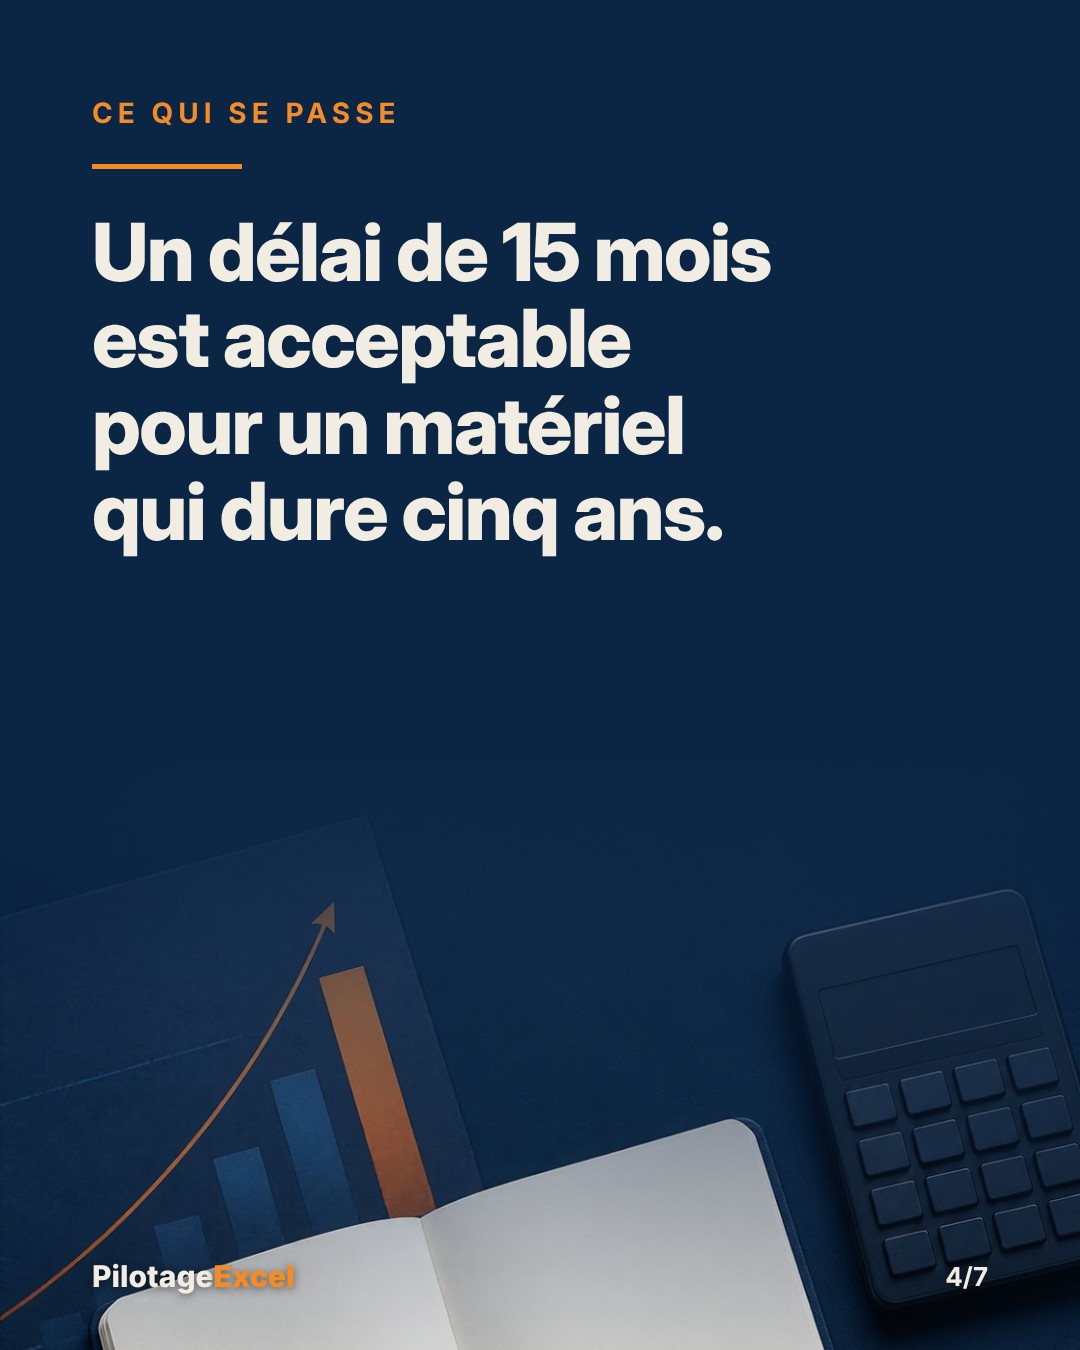 CE QUI SE PASSE
Un délai de 15 mois
est acceptable
pour un matériel
qui dure cinq ans.
PilotageExcel
4/7